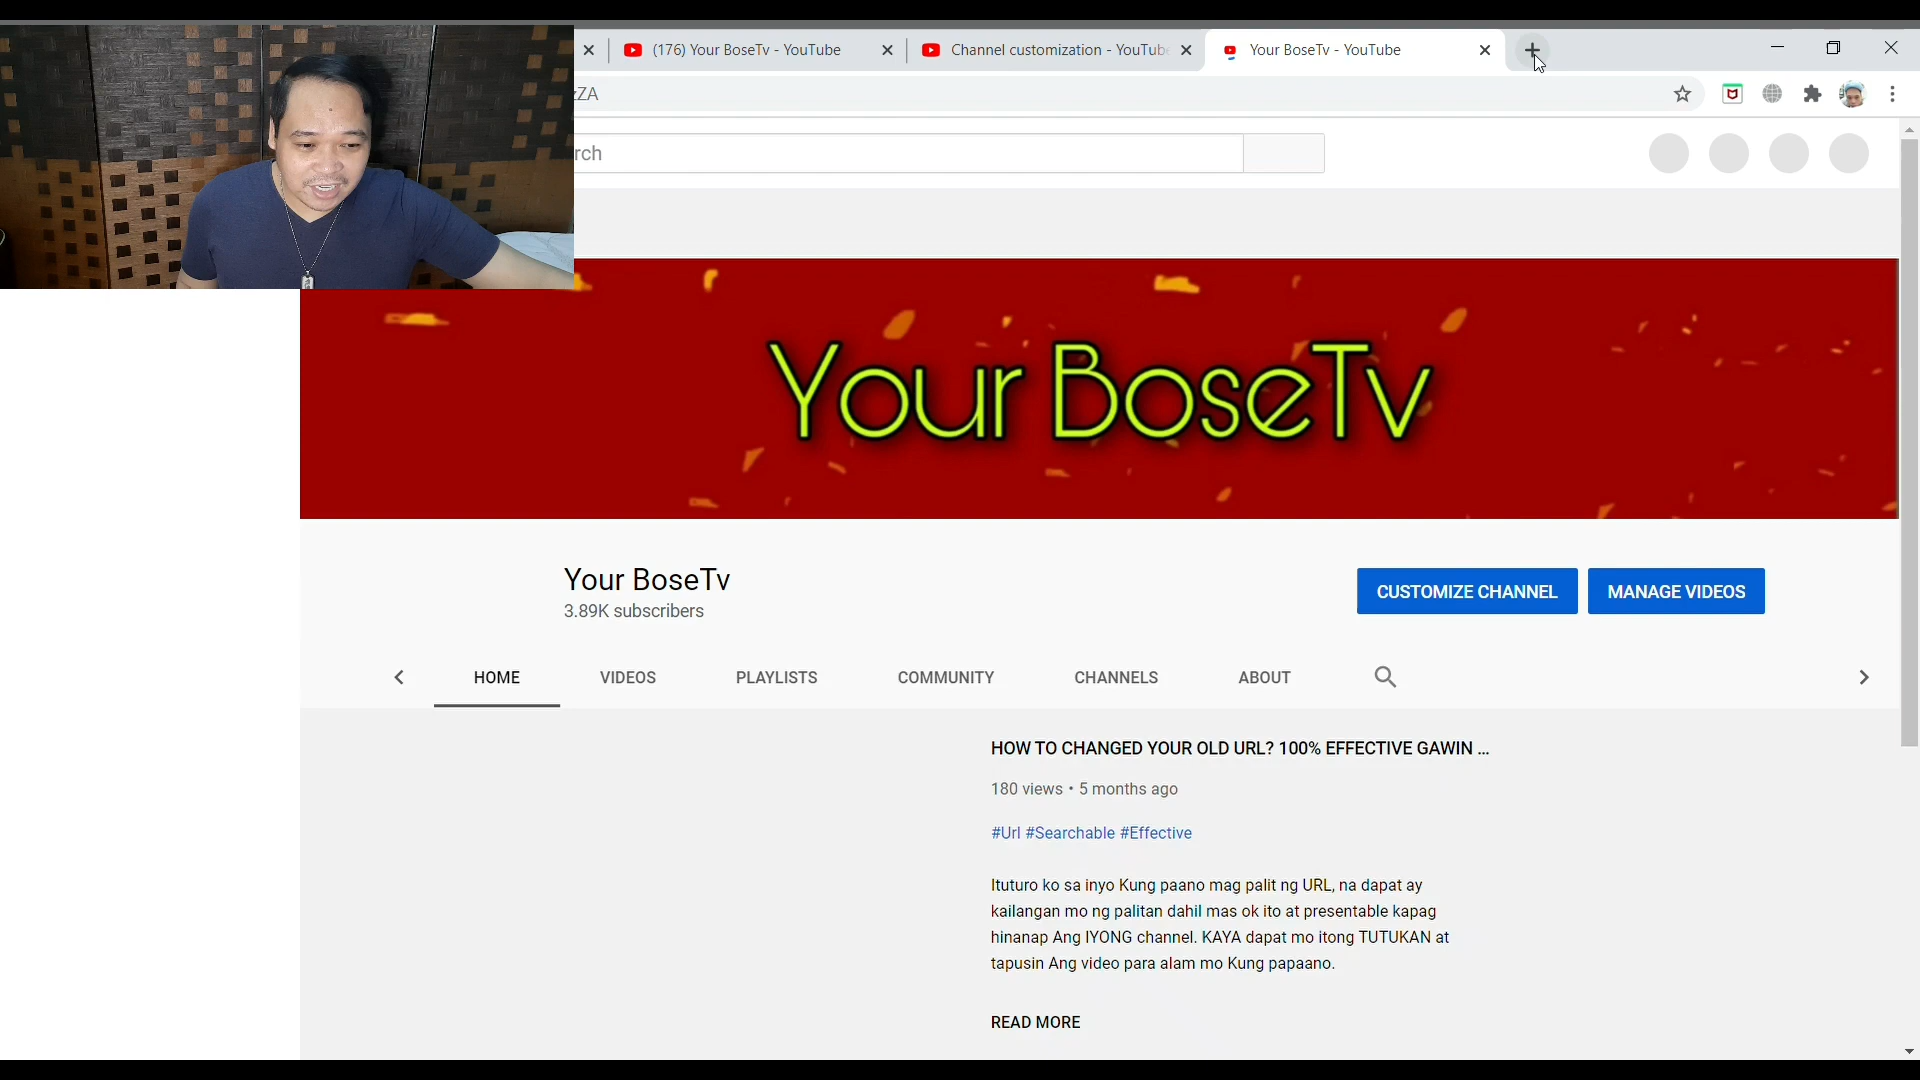 (176) Your BoseTv - YouTube
Channel customization - YouTub
Your BoseTv - YouTube
ZA
rch
Your BoseTv
Your BoseTv
3.89K subscribers
CUSTOMIZE CHANNEL
MANAGE VIDEOS
HOME
VIDEOS
PLAYLISTS
COMMUNITY
CHANNELS
ABOUT
HOW TO CHANGED YOUR OLD URL? 100% EFFECTIVE GAWIN ...
180 views • 5 months ago
#Url #Searchable #Effective
Ituturo ko sa inyo Kung paano mag palit ng URL, na dapat ay
kailangan mo ng palitan dahil mas ok ito at presentable kapag
hinanap Ang IYONG channel. KAYA dapat mo itong TUTUKAN at
tapusin Ang video para alam mo Kung papaano.
READ MORE